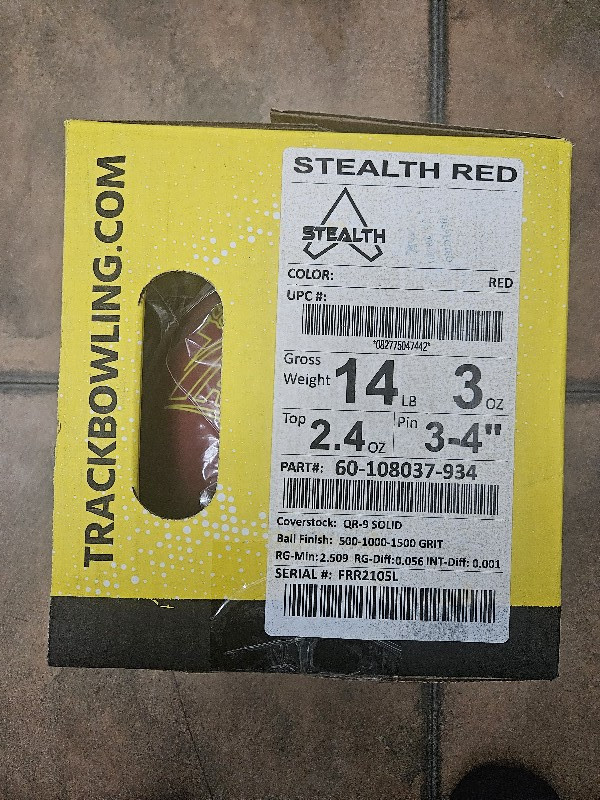 TRACKBOWLING.COM
STEALTH RED
STEALTH
COLOR: RED
UPC #:
*082775047442*
Gross Weight 14 LB 3 OZ
Top 2.4 OZ Pin 3-4"
PART#: 60-108037-934
Coverstock: QR-9 SOLID
Ball Finish: 500-1000-1500 GRIT
RG-Min: 2.509 RG-Diff: 0.056 INT-Diff: 0.001
SERIAL #: FRR2105L